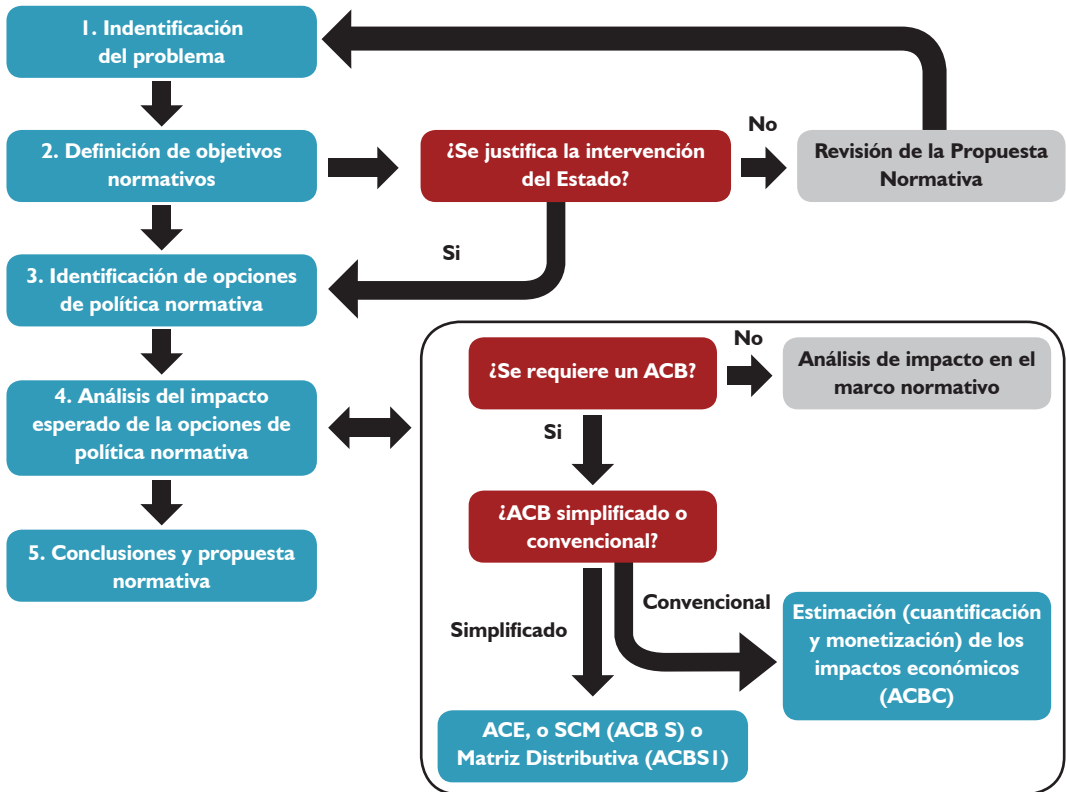 1. Indentificación
del problema
2. Definición de objetivos
normativos
¿Se justifica la intervención
del Estado?
No
Revisión de la Propuesta
Normativa
Si
3. Identificación de opciones
de política normativa
4. Análisis del impacto
esperado de la opciones de
política normativa
5. Conclusiones y propuesta
normativa
¿Se requiere un ACB?
No
Análisis de impacto en el
marco normativo
Si
¿ACB simplificado o
convencional?
Simplificado
Convencional
Estimación (cuantificación
y monetización) de los
impactos económicos
(ACBC)
ACE, o SCM (ACB S) o
Matriz Distributiva (ACBS1)